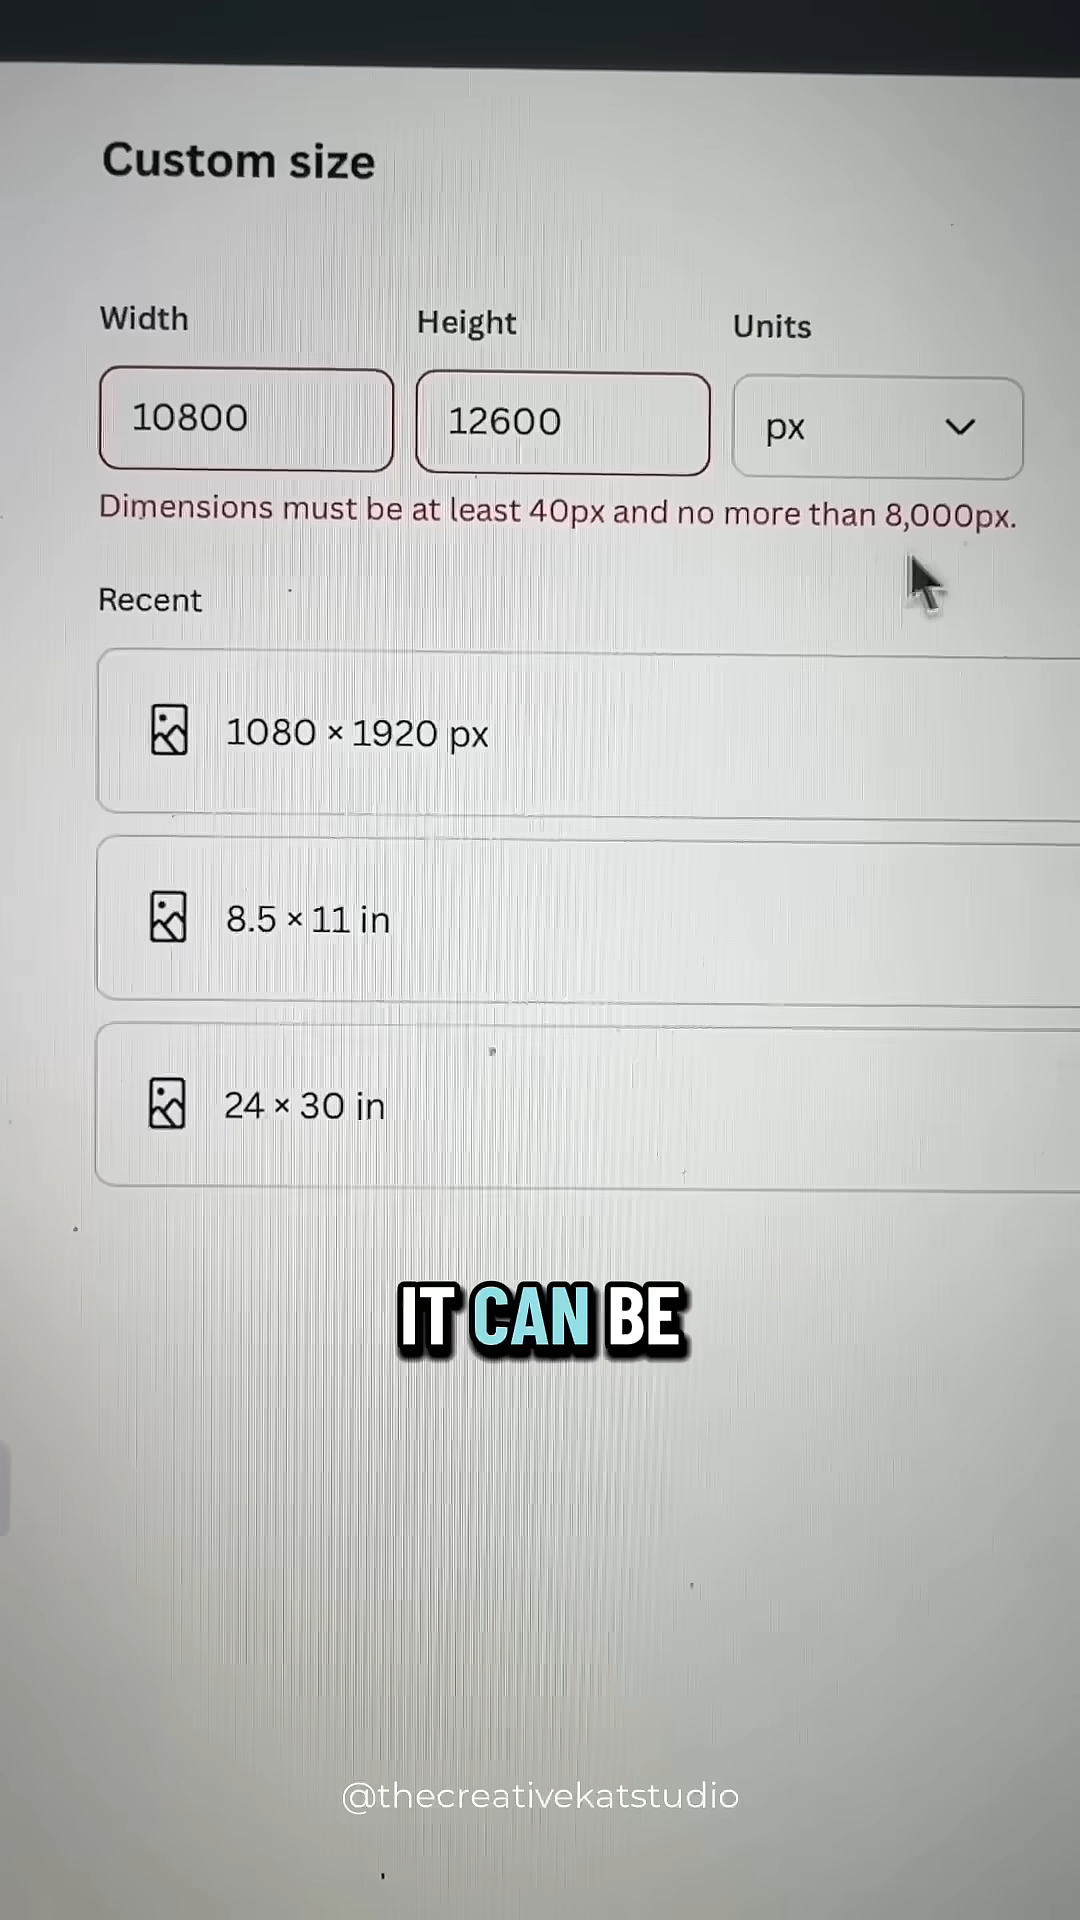 Custom size
Width Height Units
10800 12600 px
Dimensions must be at least 40px and no more than 8,000px.
Recent
1080 × 1920 px
8.5 × 11 in
24 × 30 in
IT CAN BE
@thecreativekatstudio